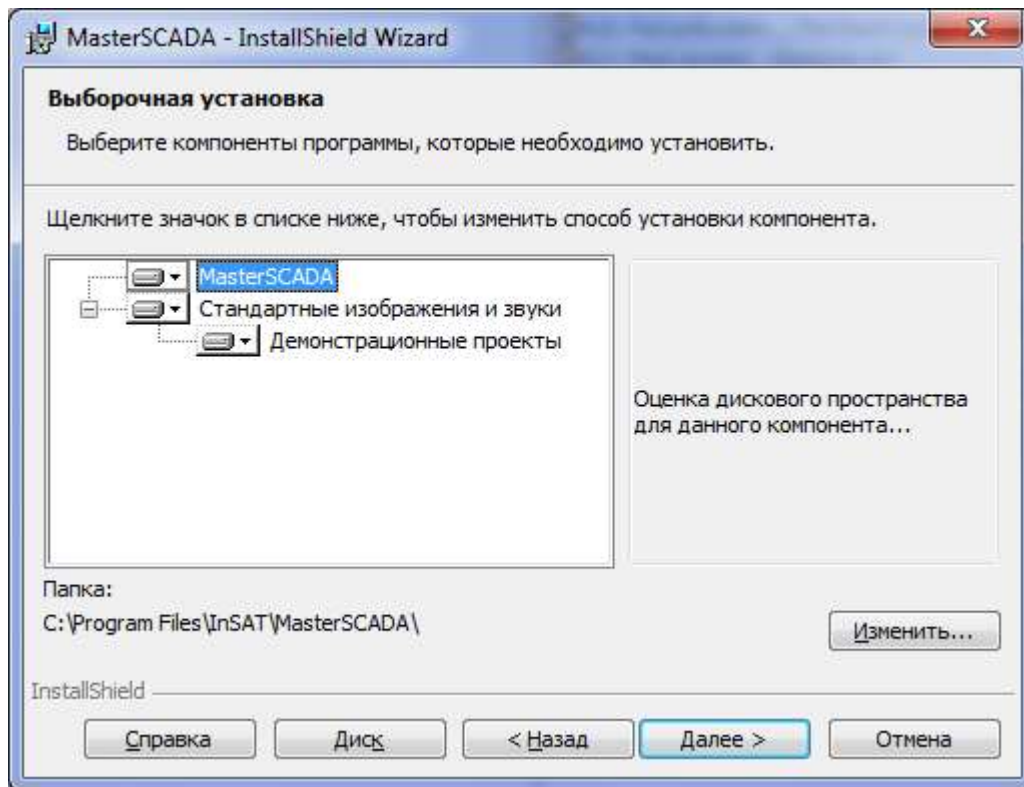 MasterSCADA - InstallShield Wizard
Выборочная установка
Выберите компоненты программы, которые необходимо установить.
Щелкните значок в списке ниже, чтобы изменить способ установки компонента.
MasterSCADA
Стандартные изображения и звуки
Демонстрационные проекты
Оценка дискового пространства
для данного компонента...
Папка:
C:\Program Files\InSAT\MasterSCADA\
Изменить...
InstallShield
Справка Диск < Назад Далее > Отмена